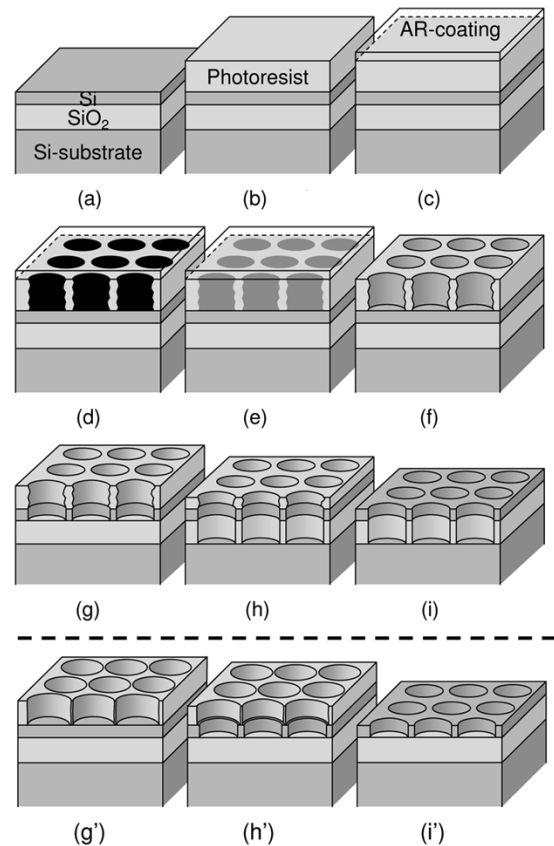 Si
SiO2
Si-substrate
Photoresist
AR-coating
(a)
(b)
(c)
(d)
(e)
(f)
(g)
(h)
(i)
(g')
(h')
(i')